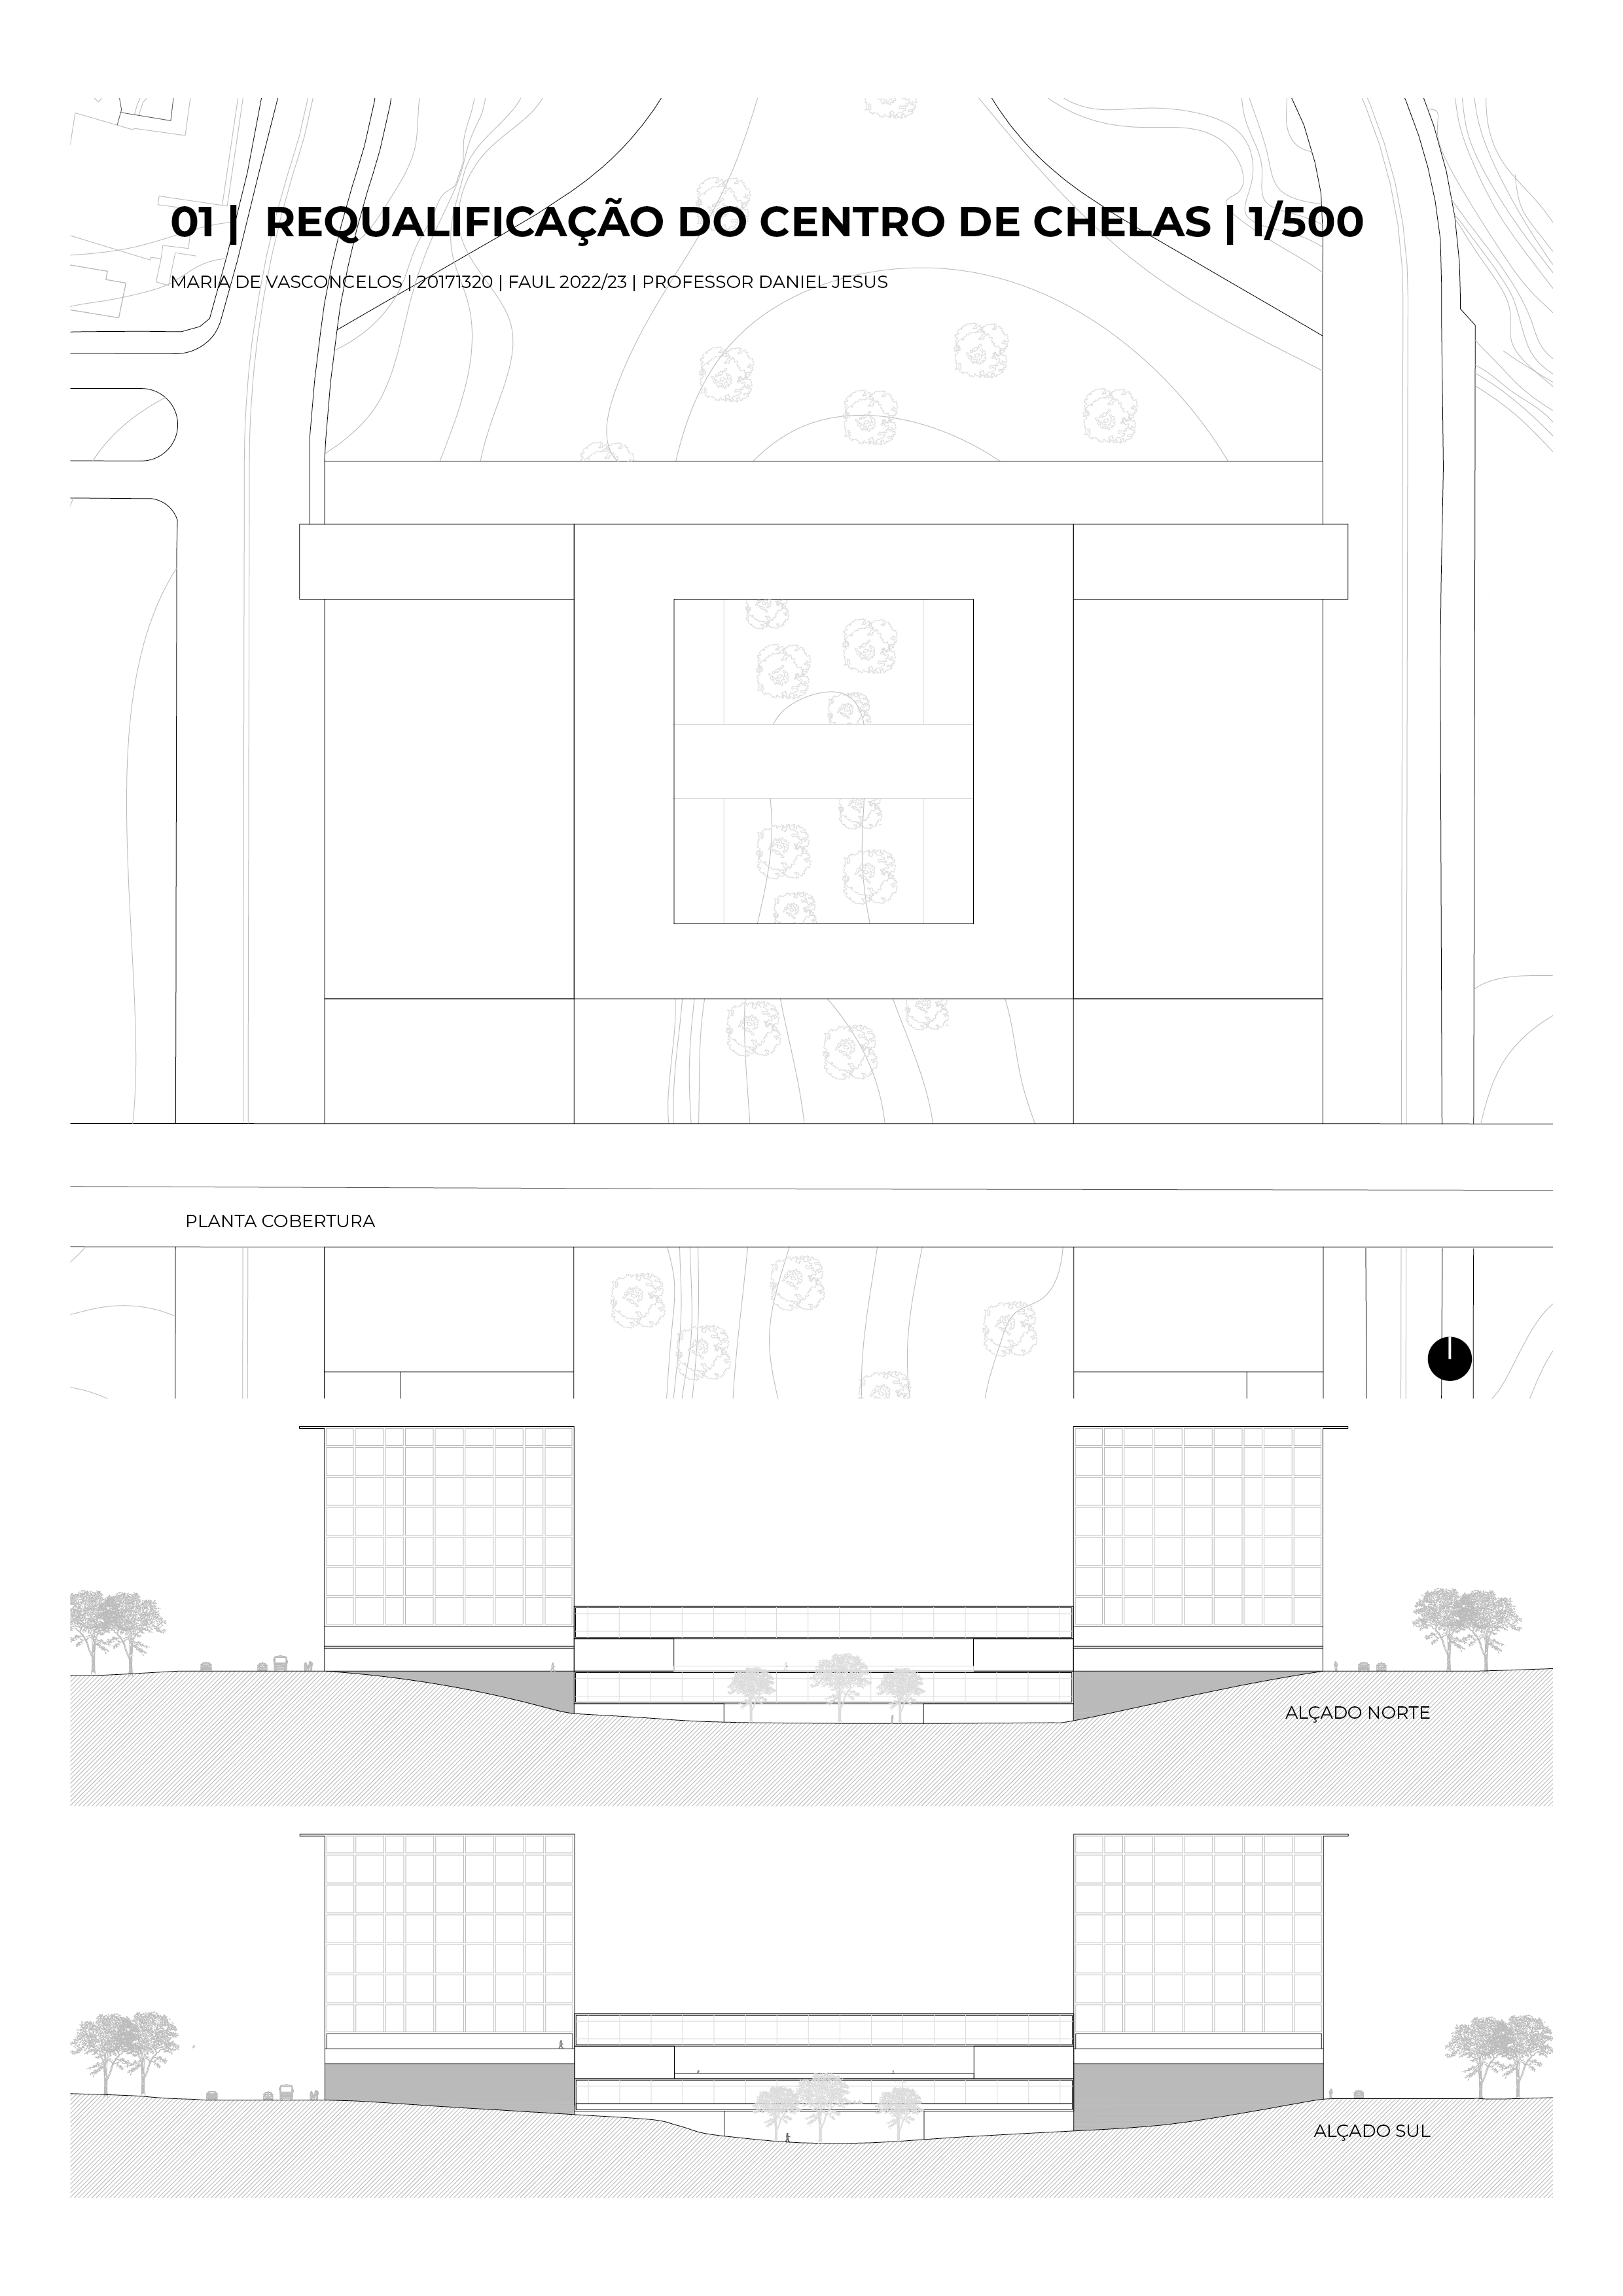 01 | REQUALIFICAÇÃO DO CENTRO DE CHELAS | 1/500
MARIA DE VASCONCELOS | 20171320 | FAUL 2022/23 | PROFESSOR DANIEL JESUS
PLANTA COBERTURA
ALÇADO NORTE
ALÇADO SUL